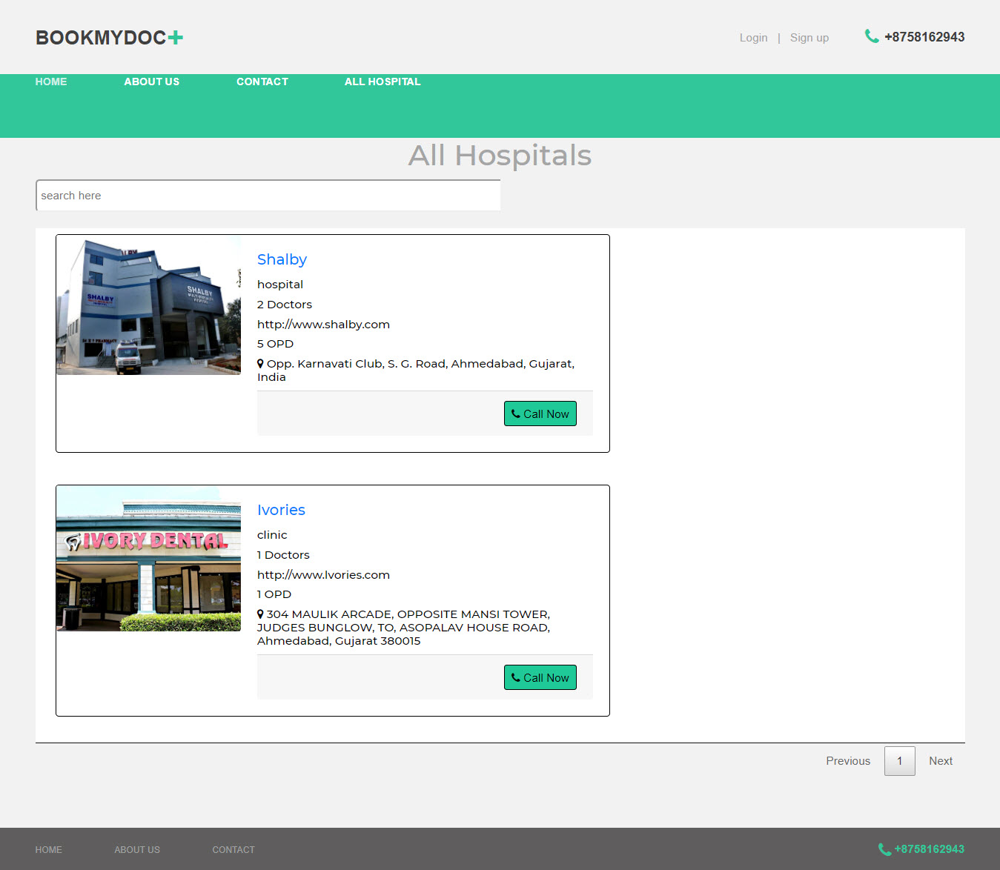 BOOKMYDOC+
Login | Sign up
+8758162943
HOME ABOUT US CONTACT ALL HOSPITAL
All Hospitals
search here
SHALBY
SHALBY
Shalby
hospital
2 Doctors
http://www.shalby.com
5 OPD
Opp. Karnavati Club, S. G. Road, Ahmedabad, Gujarat,
India
Call Now
IVORY DENTAL
Ivories
clinic
1 Doctors
http://www.Ivories.com
1 OPD
304 MAULIK ARCADE, OPPOSITE MANSI TOWER,
JUDGES BUNGLOW, TO, ASOPALAV HOUSE ROAD,
Ahmedabad, Gujarat 380015
Call Now
Previous 1 Next
HOME ABOUT US CONTACT
+8758162943